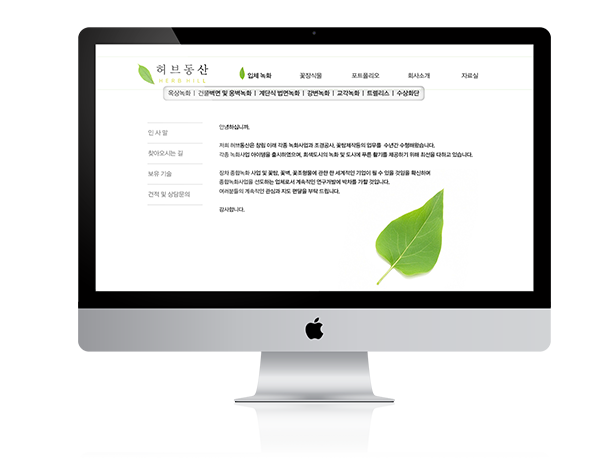 허브동산
HERB HILL
입체 녹화 꽃장식물 포트폴리오 회사소개 자료실
옥상녹화 | 건물벽면 및 옹벽녹화 | 계단식 법면녹화 | 강변녹화 | 교각녹화 | 트렐리스 | 수상화단
인 사 말
찾아오시는 길
보유 기술
견적 및 상담문의
안녕하십니까.
저희 허브동산은 창립 이래 각종 녹화사업과 조경공사, 꽃탑제작등의 업무를 수년간 수행해왔습니다.
각종 녹화사업 아이템을 출시하였으며, 회색도시의 녹화 및 도시에 푸른 활기를 제공하기 위해 최선을 다하고 있습니다.
장차 종합녹화 사업 및 꽃탑, 꽃벽, 꽃조형물에 관한 한 세계적인 기업이 될 수 있을 것임을 확신하며
종합녹화사업을 선도하는 업체로서 계속적인 연구개발에 박차를 가할 것입니다.
여러분들의 계속적인 관심과 지도 편달을 부탁 드립니다.
감사합니다.